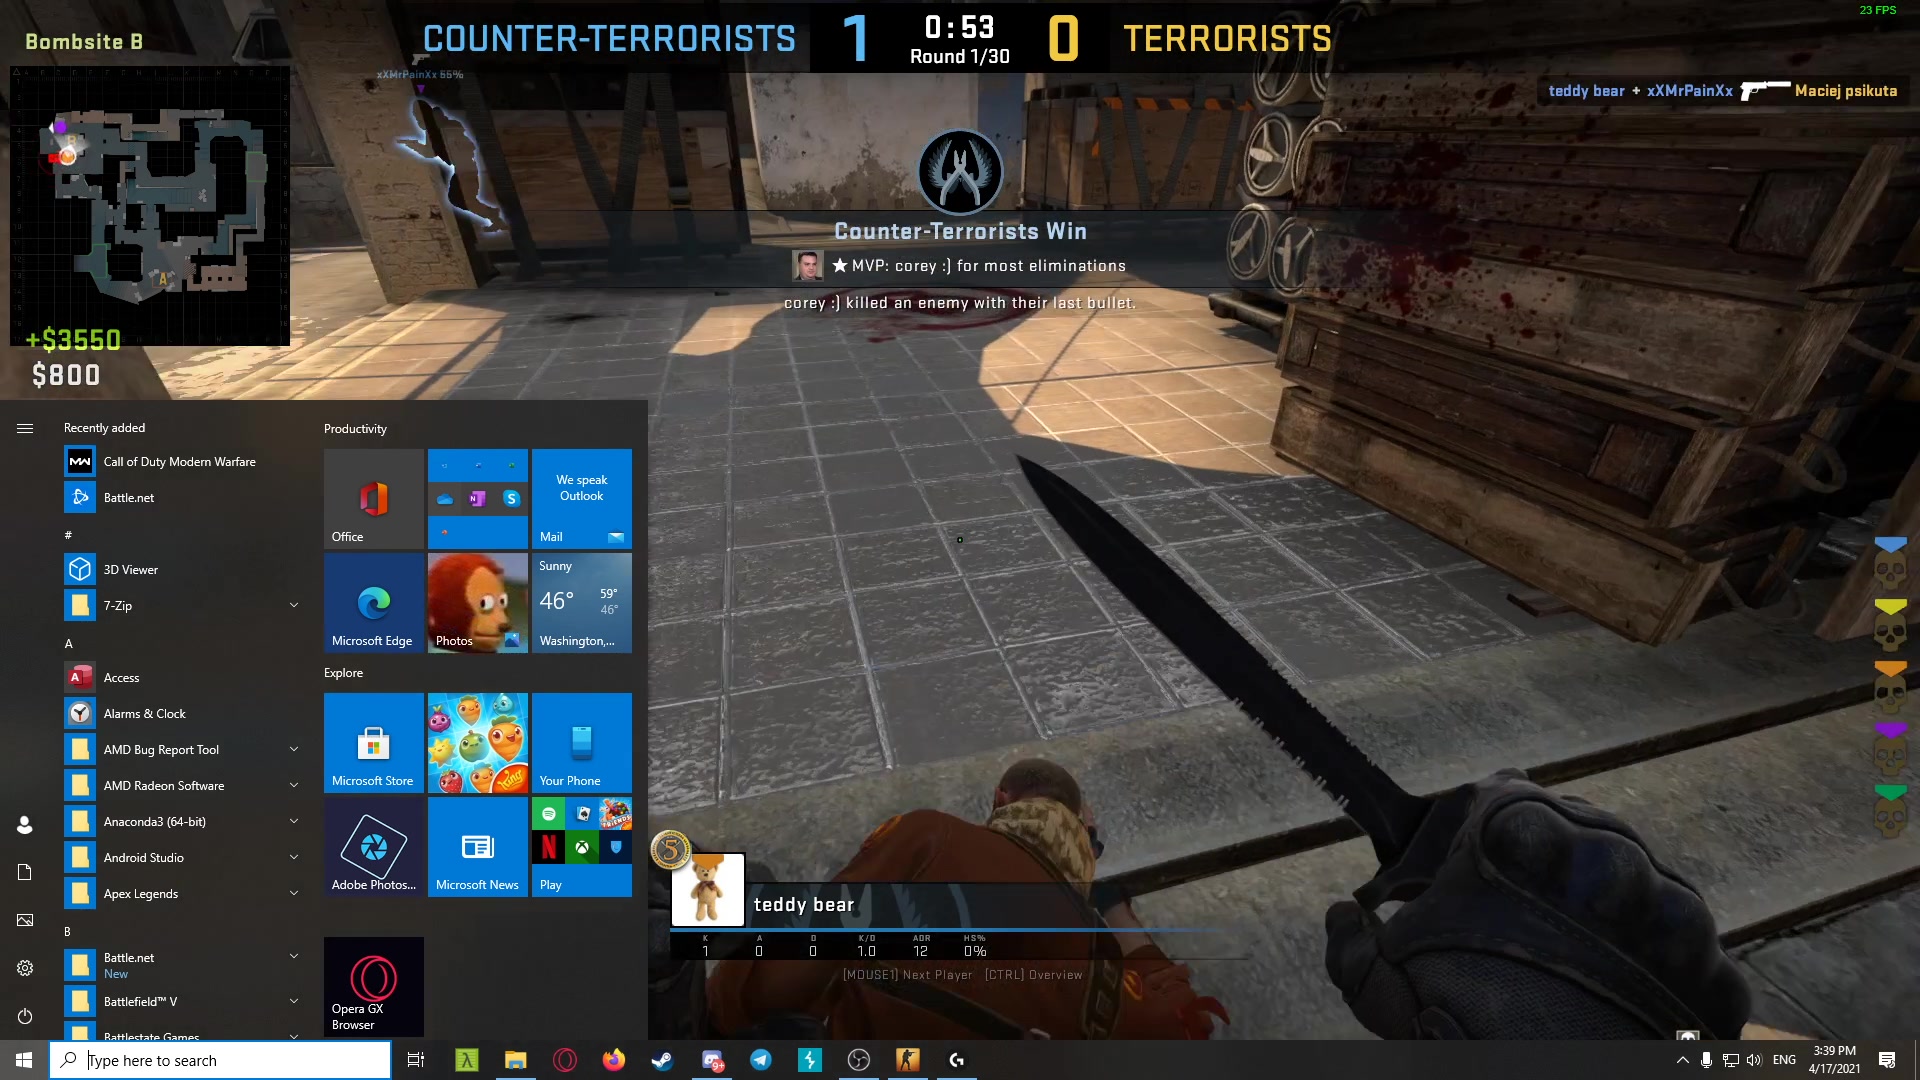 23 FPS
Bombsite B
COUNTER-TERRORISTS 1 0:53 0 TERRORISTS
Round 1/30
xXMrPainXx 55%
teddy bear + xXMrPainXx Maciej psikuta
B
A
Counter-Terrorists Win
★ MVP: corey :) for most eliminations
corey :) killed an enemy with their last bullet.
+$3550
$800
Recently added
Call of Duty Modern Warfare
Battle.net
#
3D Viewer
7-Zip
A
Access
Alarms & Clock
AMD Bug Report Tool
AMD Radeon Software
Anaconda3 (64-bit)
Android Studio
Apex Legends
B
Battle.net
New
Battlefield™ V
Battlestate Games
Productivity
Office
We speak
Outlook
Mail
Microsoft Edge
Photos
Sunny
46° 59°
46°
Washington,...
Explore
Microsoft Store
King
Your Phone
Adobe Photos...
Microsoft News
FRIENDS
Play
Opera GX
Browser
5
teddy bear
K A D K/D ADR HS%
1 0 0 1.0 12 0%
[MOUSE1] Next Player [CTRL] Overview
Type here to search
9+
ENG
3:39 PM
4/17/2021